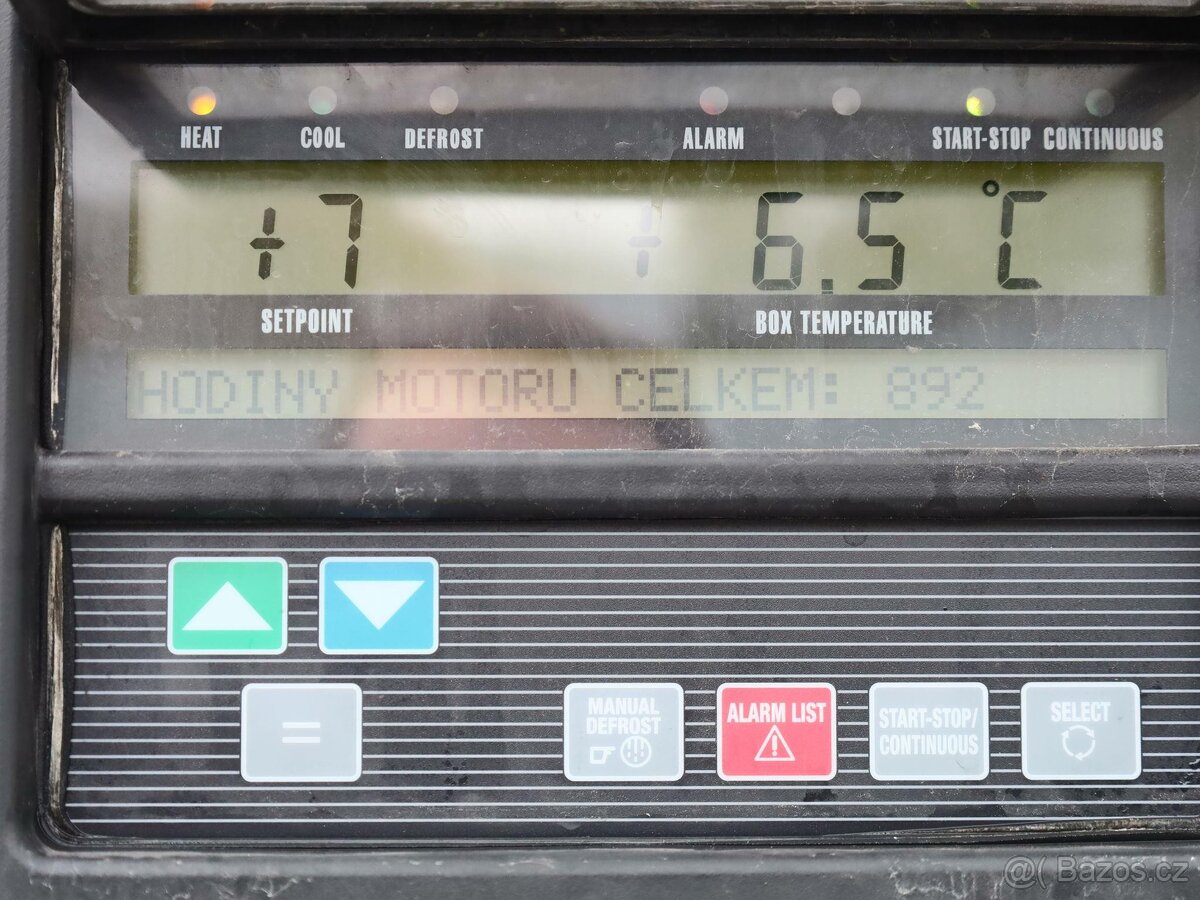 HEAT COOL DEFROST ALARM START-STOP CONTINUOUS
+7 + 6.5 °C
SETPOINT BOX TEMPERATURE
HODINY MOTORU CELKEM: 892
=
MANUAL
DEFROST
ALARM LIST
START-STOP/
CONTINUOUS
SELECT
@( Bazos.cz